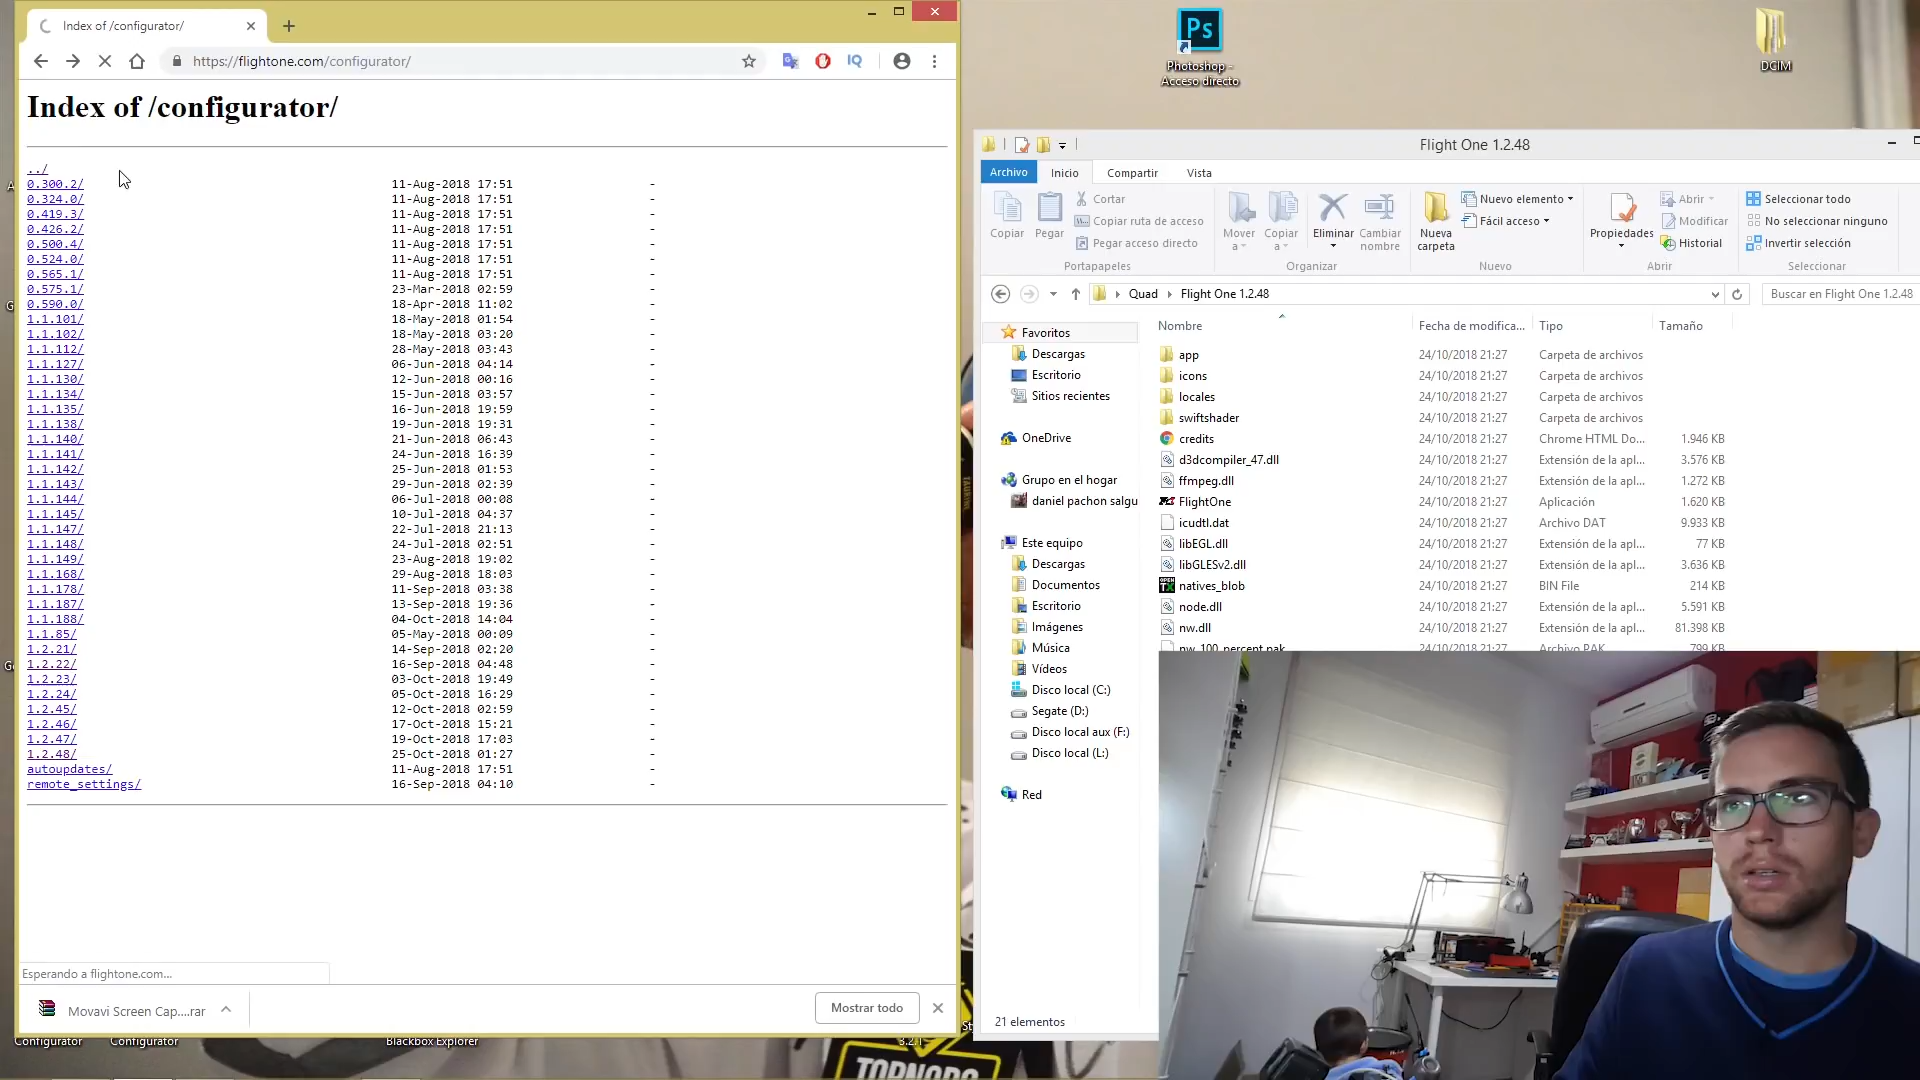 Index of /configurator/
https://flightone.com/configurator/
Index of /configurator/
../
0.300.2/ 11-Aug-2018 17:51 -
0.324.0/ 11-Aug-2018 17:51 -
0.419.3/ 11-Aug-2018 17:51 -
0.426.2/ 11-Aug-2018 17:51 -
0.500.4/ 11-Aug-2018 17:51 -
0.524.0/ 11-Aug-2018 17:51 -
0.565.1/ 11-Aug-2018 17:51 -
0.575.1/ 23-Mar-2018 02:59 -
0.590.0/ 18-Apr-2018 11:02 -
1.1.101/ 18-May-2018 01:54 -
1.1.102/ 18-May-2018 03:20 -
1.1.112/ 28-May-2018 03:43 -
1.1.127/ 06-Jun-2018 04:14 -
1.1.130/ 12-Jun-2018 00:16 -
1.1.134/ 15-Jun-2018 03:57 -
1.1.135/ 16-Jun-2018 19:59 -
1.1.138/ 19-Jun-2018 19:31 -
1.1.140/ 21-Jun-2018 06:43 -
1.1.141/ 24-Jun-2018 16:39 -
1.1.142/ 25-Jun-2018 01:53 -
1.1.143/ 29-Jun-2018 02:39 -
1.1.144/ 06-Jul-2018 00:08 -
1.1.145/ 10-Jul-2018 04:37 -
1.1.147/ 22-Jul-2018 21:13 -
1.1.148/ 24-Jul-2018 02:51 -
1.1.149/ 23-Aug-2018 19:02 -
1.1.168/ 29-Aug-2018 18:03 -
1.1.178/ 11-Sep-2018 03:38 -
1.1.187/ 13-Sep-2018 19:36 -
1.1.188/ 04-Oct-2018 14:04 -
1.1.85/ 05-May-2018 00:09 -
1.2.21/ 14-Sep-2018 02:20 -
1.2.22/ 16-Sep-2018 04:48 -
1.2.23/ 03-Oct-2018 19:49 -
1.2.24/ 05-Oct-2018 16:29 -
1.2.45/ 12-Oct-2018 02:59 -
1.2.46/ 17-Oct-2018 15:21 -
1.2.47/ 19-Oct-2018 17:03 -
1.2.48/ 25-Oct-2018 01:27 -
autoupdates/ 11-Aug-2018 17:51 -
remote_settings/ 16-Sep-2018 04:10 -
Esperando a flightone.com...
Movavi Screen Cap....rar
Mostrar todo
Configurator
Configurator
Blackbox Explorer
3.2.1
TORNADO
Ps
Photoshop -
Acceso directo
DCIM
Flight One 1.2.48
Archivo Inicio Compartir Vista
Copiar
Pegar
Cortar
Copiar ruta de acceso
Pegar acceso directo
Portapapeles
Mover a
Copiar a
Eliminar
Cambiar nombre
Organizar
Nueva carpeta
Nuevo elemento
Fácil acceso
Nuevo
Propiedades
Abrir
Modificar
Historial
Abrir
Seleccionar todo
No seleccionar ninguno
Invertir selección
Seleccionar
Quad Flight One 1.2.48
Buscar en Flight One 1.2.48
Favoritos
Descargas
Escritorio
Sitios recientes
OneDrive
Grupo en el hogar
daniel pachon salgu
Este equipo
Descargas
Documentos
Escritorio
Imágenes
Música
Vídeos
Disco local (C:)
Segate (D:)
Disco local aux (F:)
Disco local (L:)
Red
Nombre Fecha de modifica... Tipo Tamaño
app 24/10/2018 21:27 Carpeta de archivos
icons 24/10/2018 21:27 Carpeta de archivos
locales 24/10/2018 21:27 Carpeta de archivos
swiftshader 24/10/2018 21:27 Carpeta de archivos
credits 24/10/2018 21:27 Chrome HTML Do... 1.946 KB
d3dcompiler_47.dll 24/10/2018 21:27 Extensión de la apl... 3.576 KB
ffmpeg.dll 24/10/2018 21:27 Extensión de la apl... 1.272 KB
FlightOne 24/10/2018 21:27 Aplicación 1.620 KB
icudtl.dat 24/10/2018 21:27 Archivo DAT 9.933 KB
libEGL.dll 24/10/2018 21:27 Extensión de la apl... 77 KB
libGLESv2.dll 24/10/2018 21:27 Extensión de la apl... 3.636 KB
natives_blob 24/10/2018 21:27 BIN File 214 KB
node.dll 24/10/2018 21:27 Extensión de la apl... 5.591 KB
nw.dll 24/10/2018 21:27 Extensión de la apl... 81.398 KB
nw_100_percent.pak 24/10/2018 21:27 Archivo PAK 799 KB
21 elementos